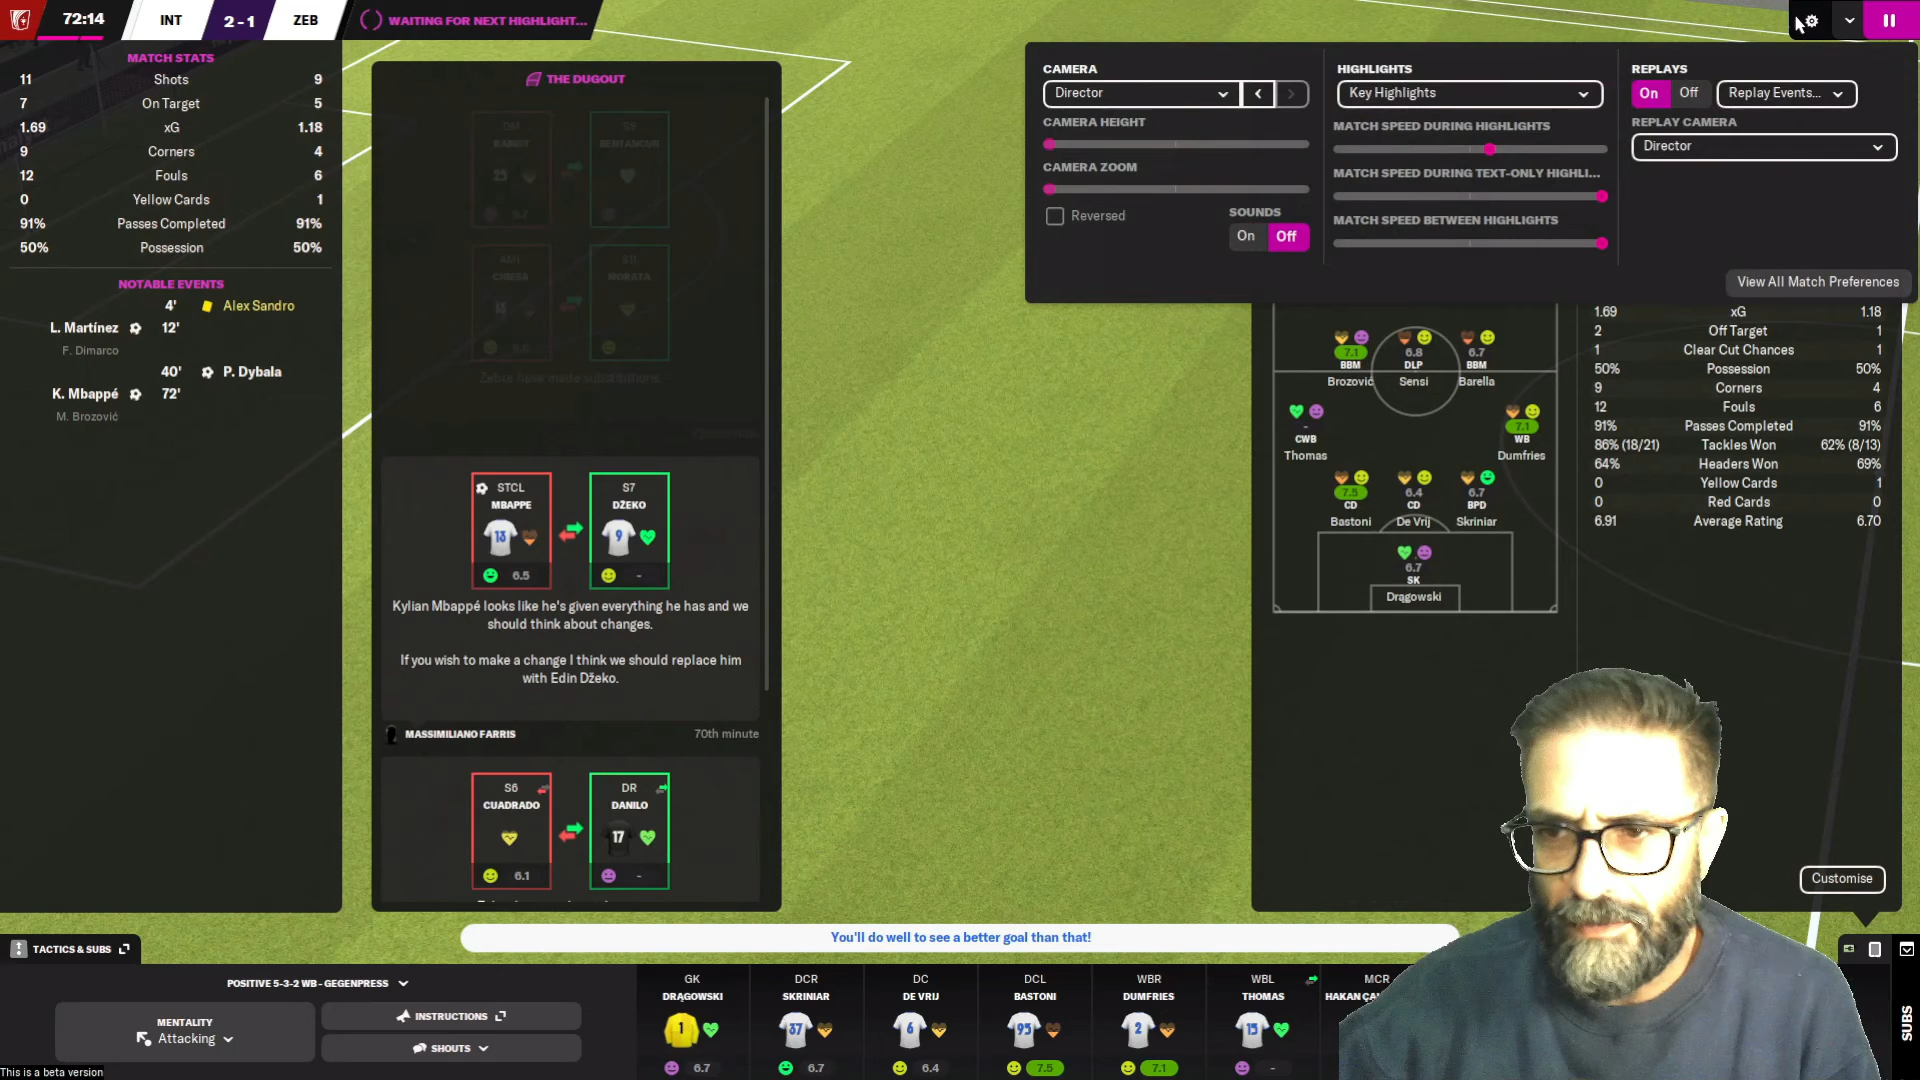 72:14
INT
2 - 1
ZEB
WAITING FOR NEXT HIGHLIGHT...
MATCH STATS
11 Shots 9
7 On Target 5
1.69 xG 1.18
9 Corners 4
12 Fouls 6
0 Yellow Cards 1
91% Passes Completed 91%
50% Possession 50%
NOTABLE EVENTS
4' Alex Sandro
L. Martínez 12'
F. Dimarco
40' P. Dybala
K. Mbappé 72'
M. Brozović
THE DUGOUT
DM
S9
BENTANCUR
25
CHIESA
MORATA
Zebre have made substitutions.
STCL
MBAPPE
13
6.5
S7
DŽEKO
9
-
Kylian Mbappé looks like he's given everything he has and we
should think about changes.
If you wish to make a change I think we should replace him
with Edin Džeko.
MASSIMILIANO FARRIS
70th minute
S6
CUADRADO
6.1
DR
DANILO
17
-
CAMERA
Director
CAMERA HEIGHT
CAMERA ZOOM
Reversed
SOUNDS
On Off
HIGHLIGHTS
Key Highlights
MATCH SPEED DURING HIGHLIGHTS
MATCH SPEED DURING TEXT-ONLY HIGHLI...
MATCH SPEED BETWEEN HIGHLIGHTS
REPLAYS
On Off
Replay Events...
REPLAY CAMERA
Director
View All Match Preferences
7.1
BBM
Brozović
6.8
DLP
Sensi
6.7
BBM
Barella
-
CWB
Thomas
7.1
WB
Dumfries
7.5
CD
Bastoni
6.4
CD
De Vrij
6.7
BPD
Skriniar
6.7
SK
Drągowski
1.69 xG 1.18
2 Off Target 1
1 Clear Cut Chances 1
50% Possession 50%
9 Corners 4
12 Fouls 6
91% Passes Completed 91%
86% (18/21) Tackles Won 62% (8/13)
64% Headers Won 69%
0 Yellow Cards 1
0 Red Cards 0
6.91 Average Rating 6.70
Customise
You'll do well to see a better goal than that!
TACTICS & SUBS
POSITIVE 5-3-2 WB - GEGENPRESS
MENTALITY
Attacking
INSTRUCTIONS
SHOUTS
This is a beta version
GK
DRĄGOWSKI
1
6.7
DCR
SKRINIAR
37
6.7
DC
DE VRIJ
6
6.4
DCL
BASTONI
95
7.5
WBR
DUMFRIES
2
7.1
WBL
THOMAS
15
-
MCR
SUBS